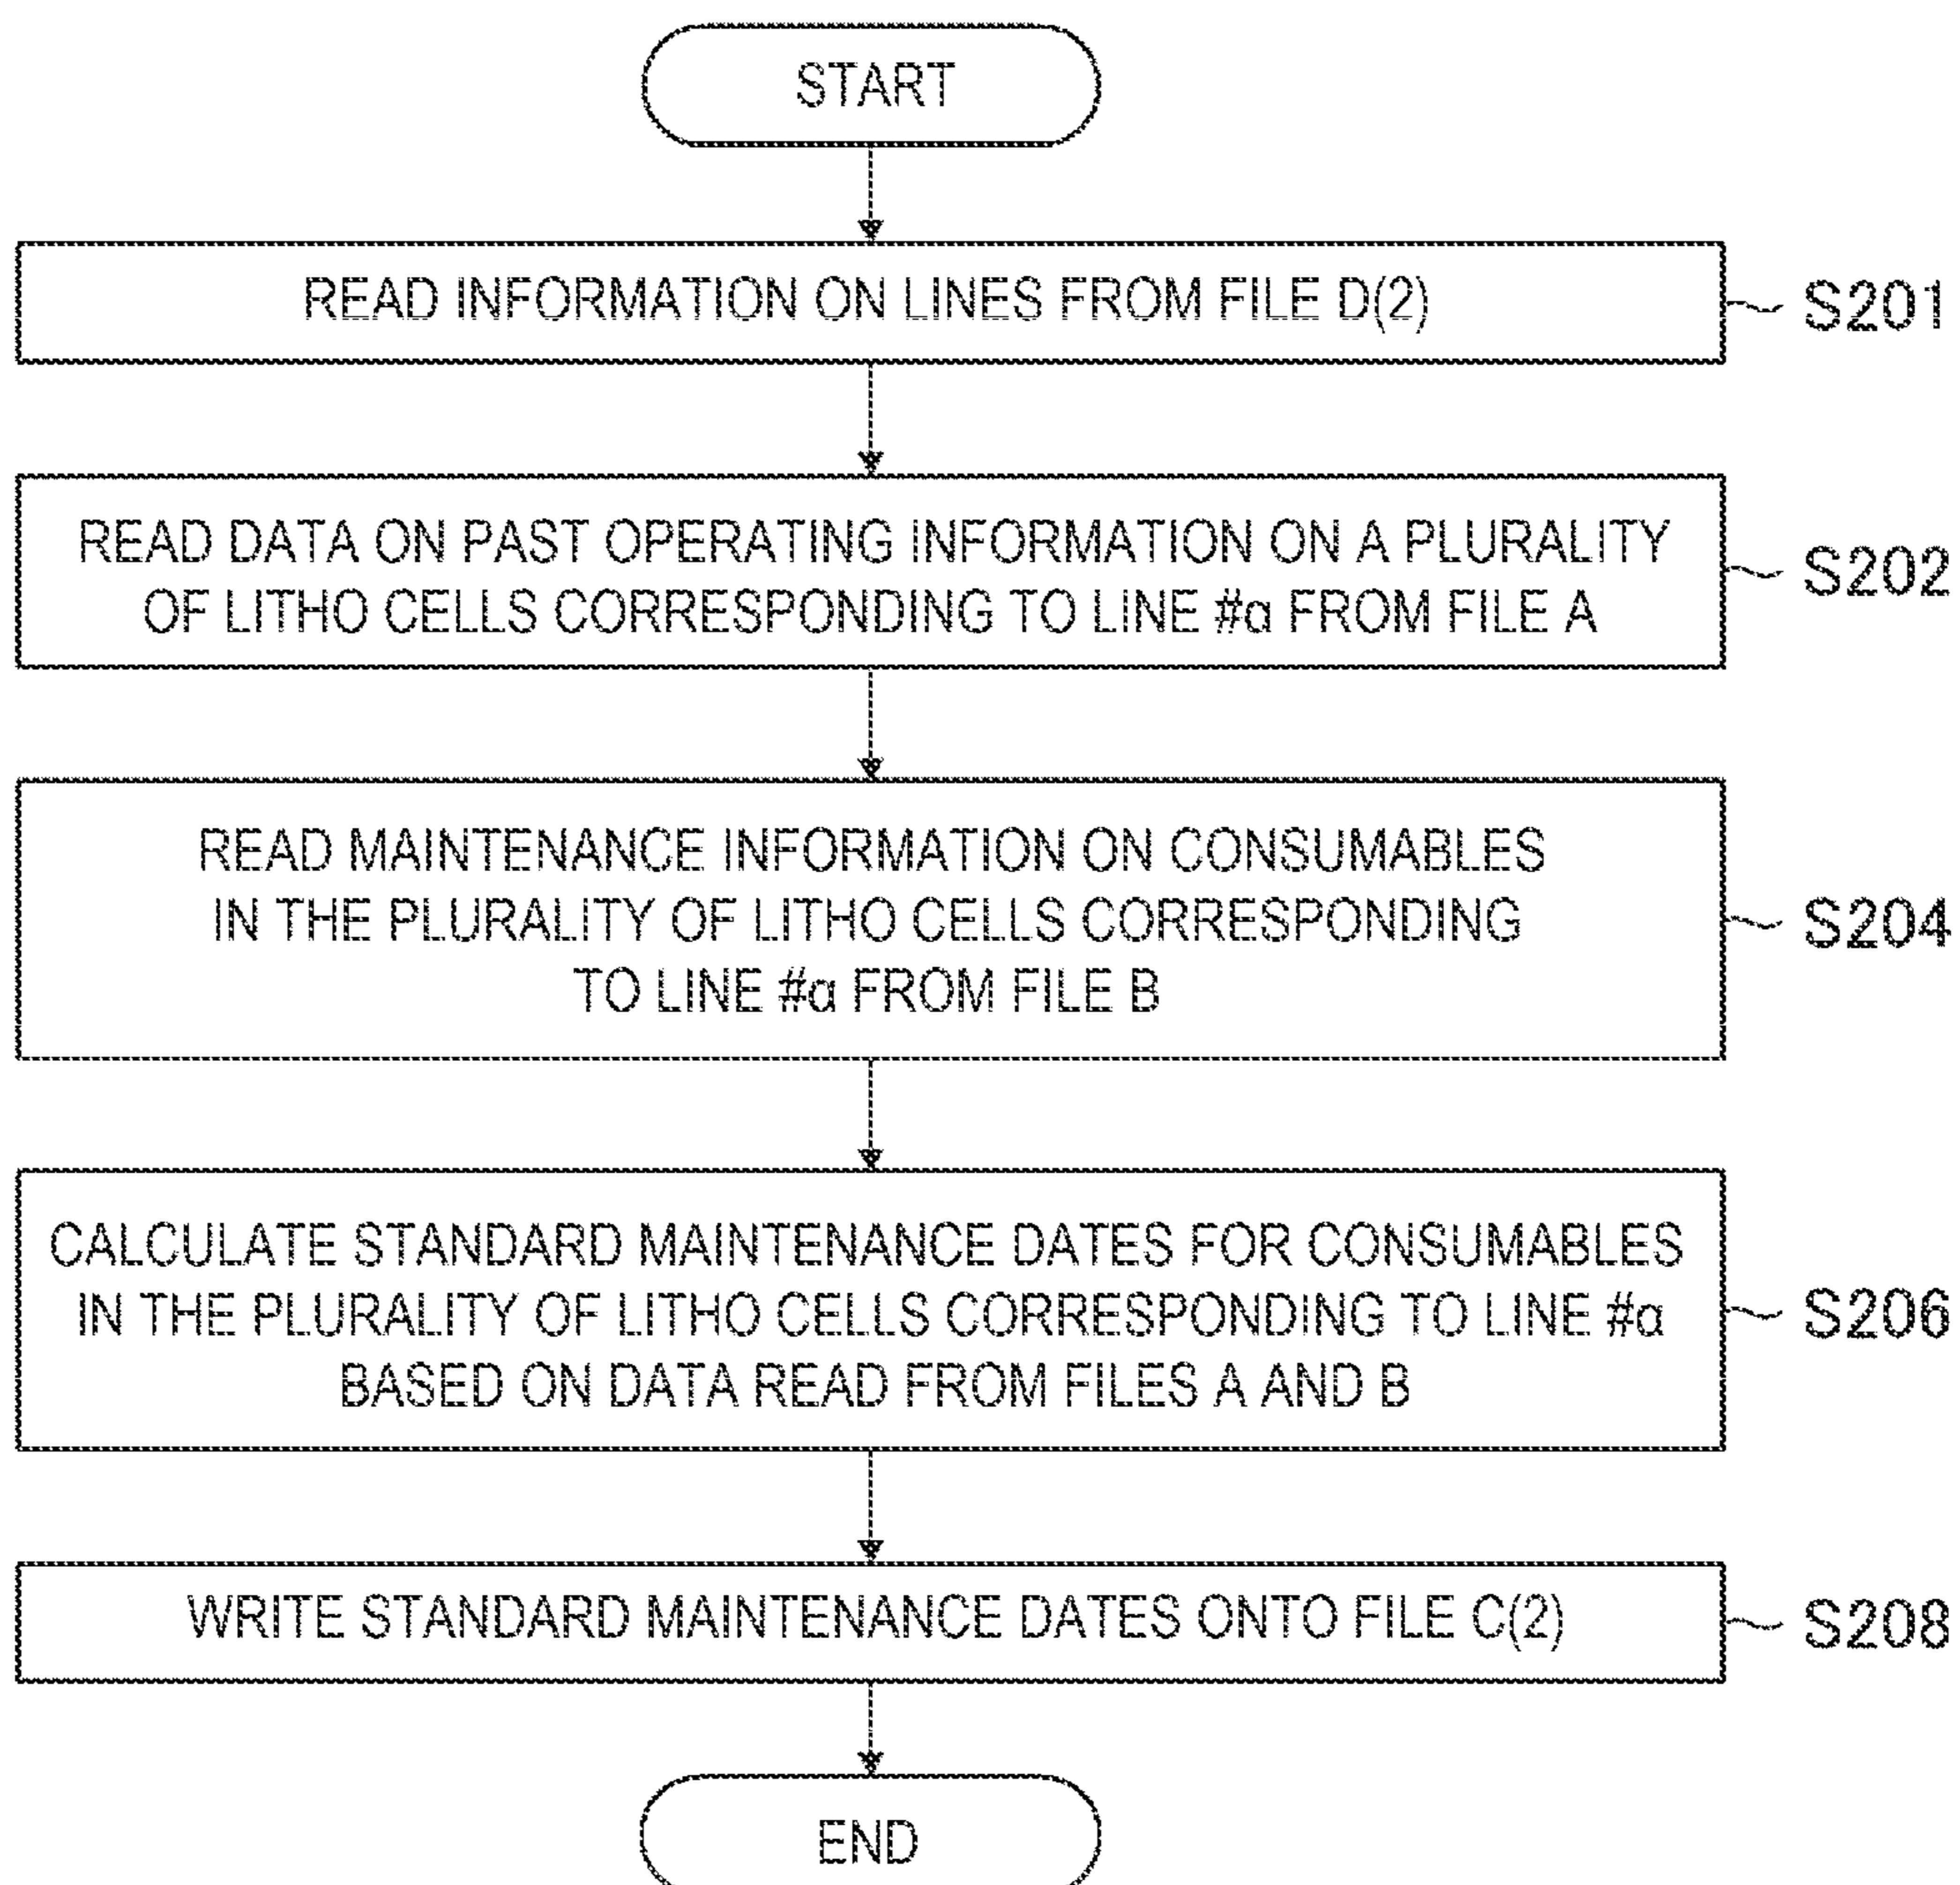 START
READ INFORMATION ON LINES FROM FILE D(2)
S201
READ DATA ON PAST OPERATING INFORMATION ON A PLURALITY
OF LITHO CELLS CORRESPONDING TO LINE #α FROM FILE A
S202
READ MAINTENANCE INFORMATION ON CONSUMABLES
IN THE PLURALITY OF LITHO CELLS CORRESPONDING
TO LINE #α FROM FILE B
S204
CALCULATE STANDARD MAINTENANCE DATES FOR CONSUMABLES
IN THE PLURALITY OF LITHO CELLS CORRESPONDING TO LINE #α
BASED ON DATA READ FROM FILES A AND B
S206
WRITE STANDARD MAINTENANCE DATES ONTO FILE C(2)
S208
END